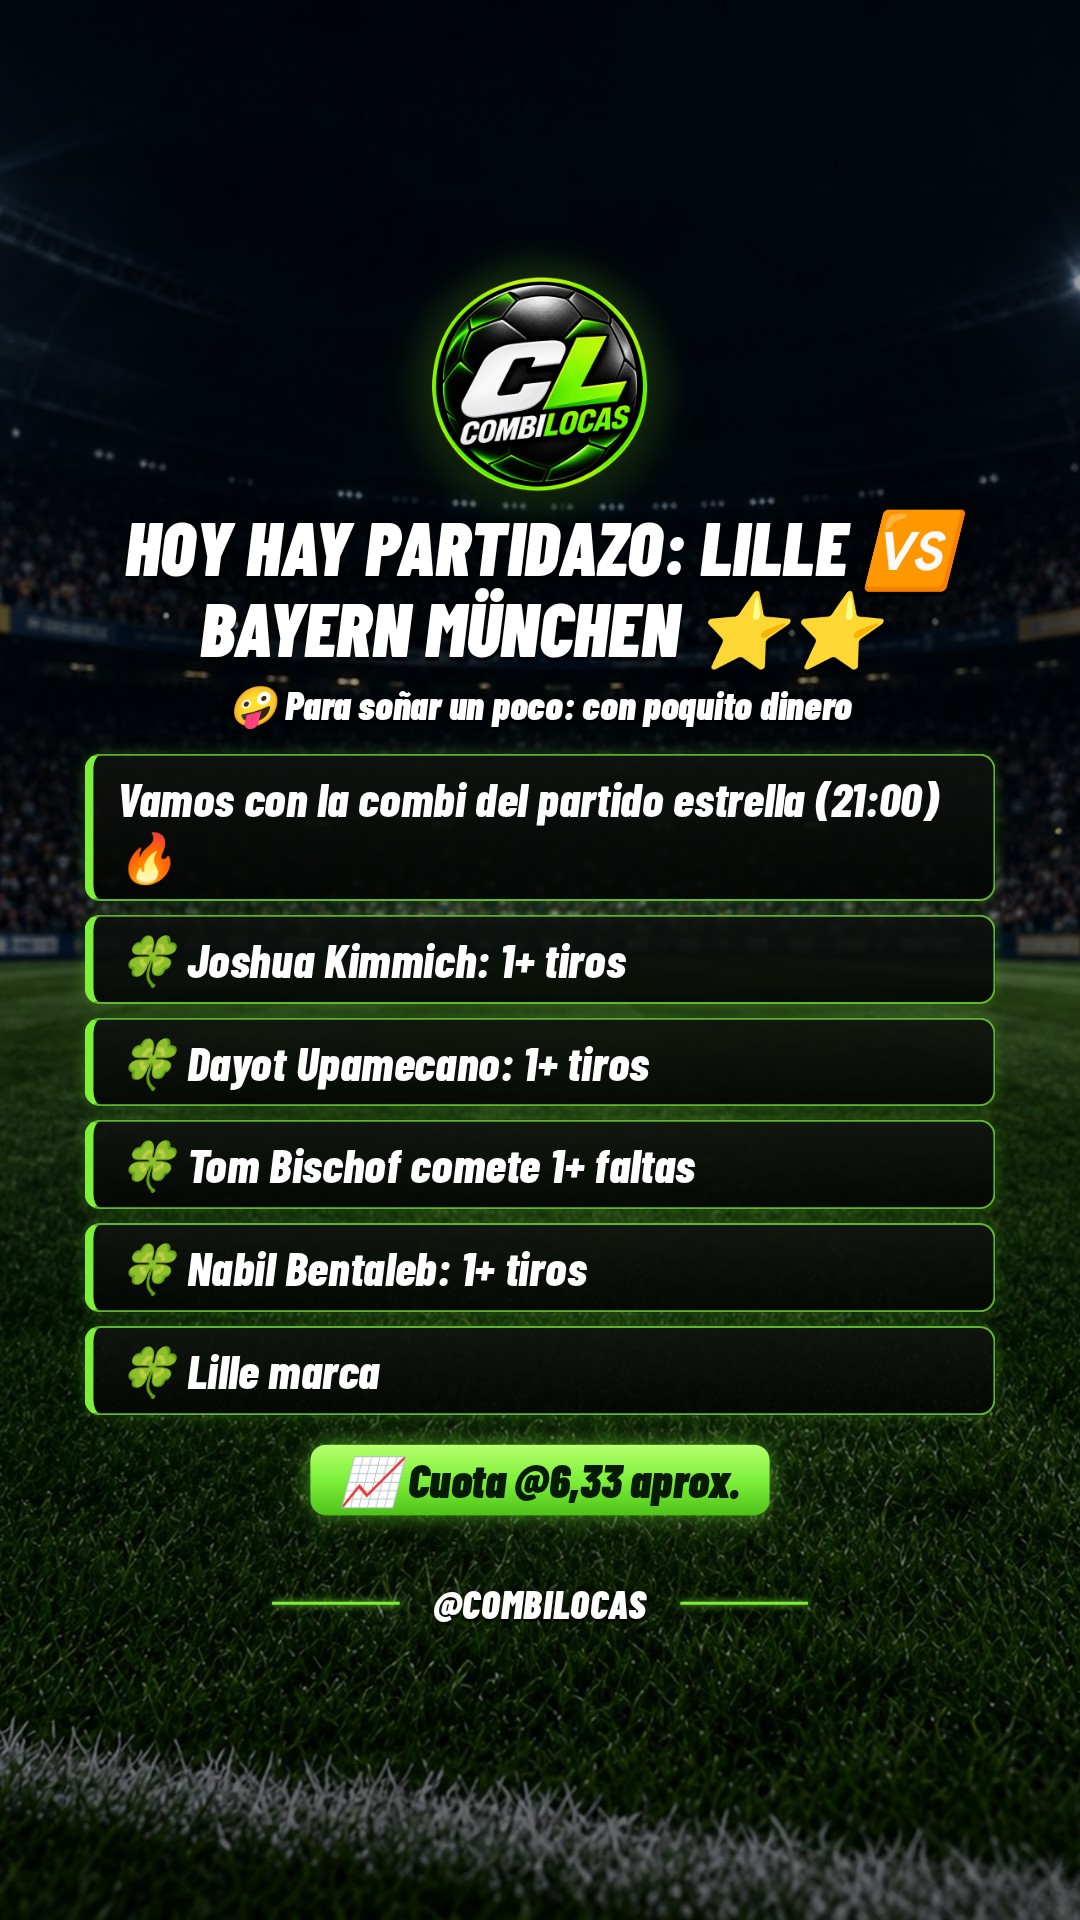 CL
COMBILOCAS
HOY HAY PARTIDAZO: LILLE 🆚
BAYERN MÜNCHEN ⭐⭐
🤪 Para soñar un poco: con poquito dinero
Vamos con la combi del partido estrella (21:00)
🔥
🍀 Joshua Kimmich: 1+ tiros
🍀 Dayot Upamecano: 1+ tiros
🍀 Tom Bischof comete 1+ faltas
🍀 Nabil Bentaleb: 1+ tiros
🍀 Lille marca
📈 Cuota @6,33 aprox.
@COMBILOCAS